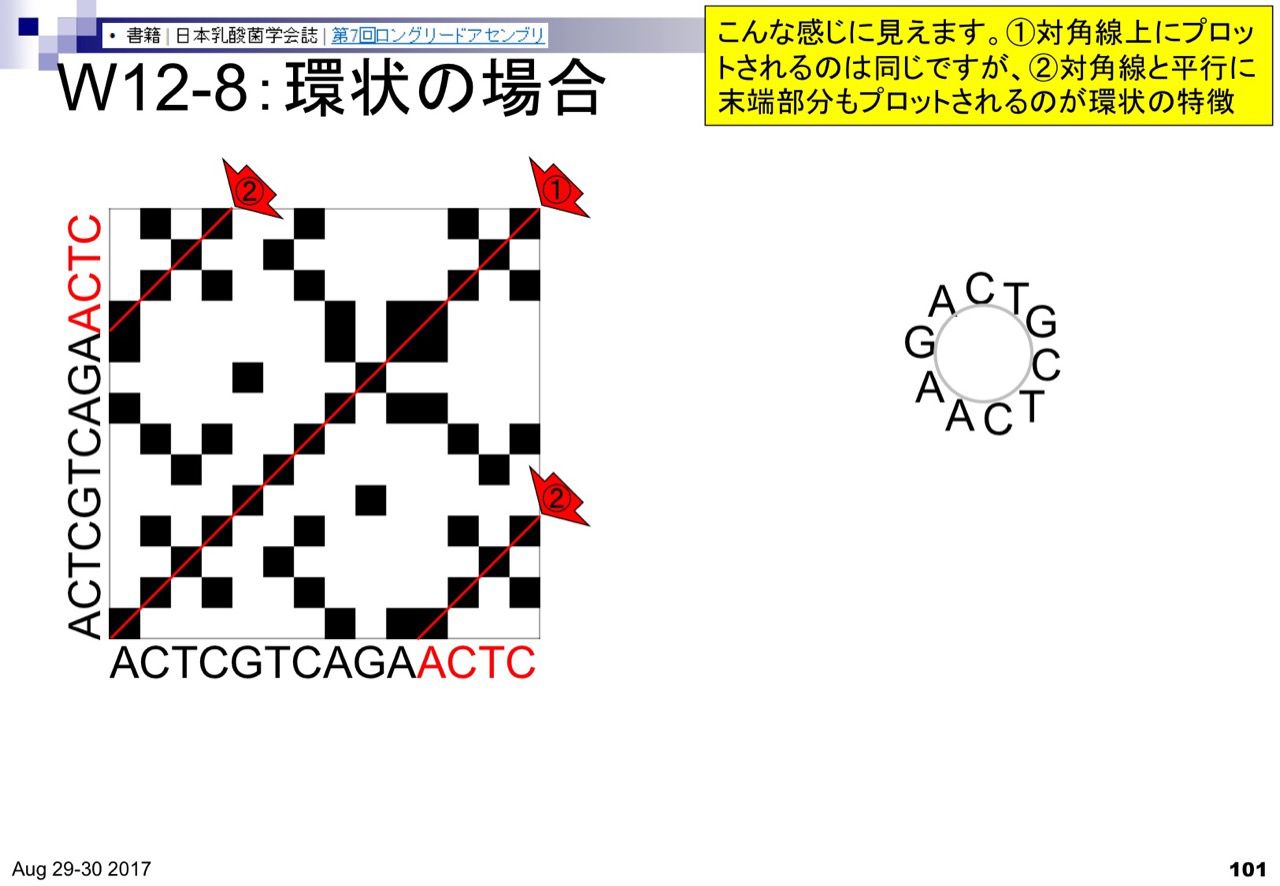 • 書籍 | 日本乳酸菌学会誌 | 第7回ロングリードアセンブリ
W12-8：環状の場合
こんな感じに見えます。①対角線上にプロッ
トされるのは同じですが、②対角線と平行に
末端部分もプロットされるのが環状の特徴
②
①
②
ACTCGTCAGAACTC
ACTCGTCAGAACTC
ACTGCTCAAG
Aug 29-30 2017
101